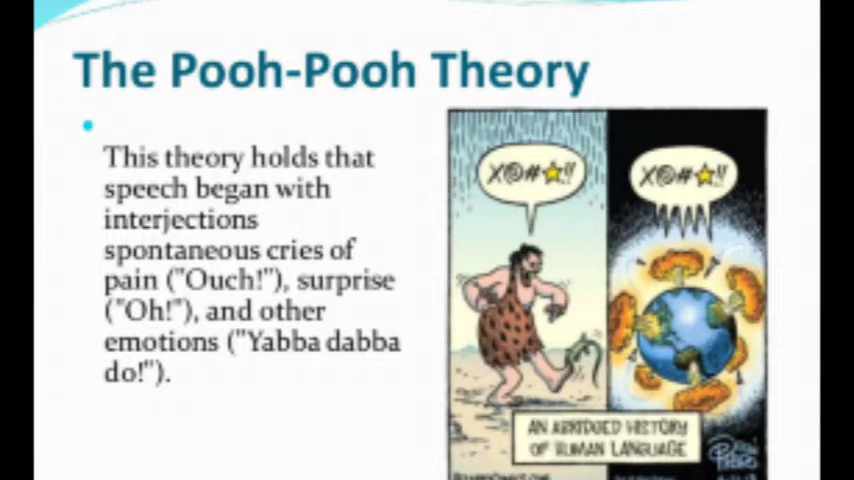 The Pooh-Pooh Theory
This theory holds that
speech began with
interjections
spontaneous cries of
pain ("Ouch!"), surprise
("Oh!"), and other
emotions ("Yabba dabba
do!").
X@#★!!
X@#★!!
AN ABRIDGED HISTORY
OF HUMAN LANGUAGE